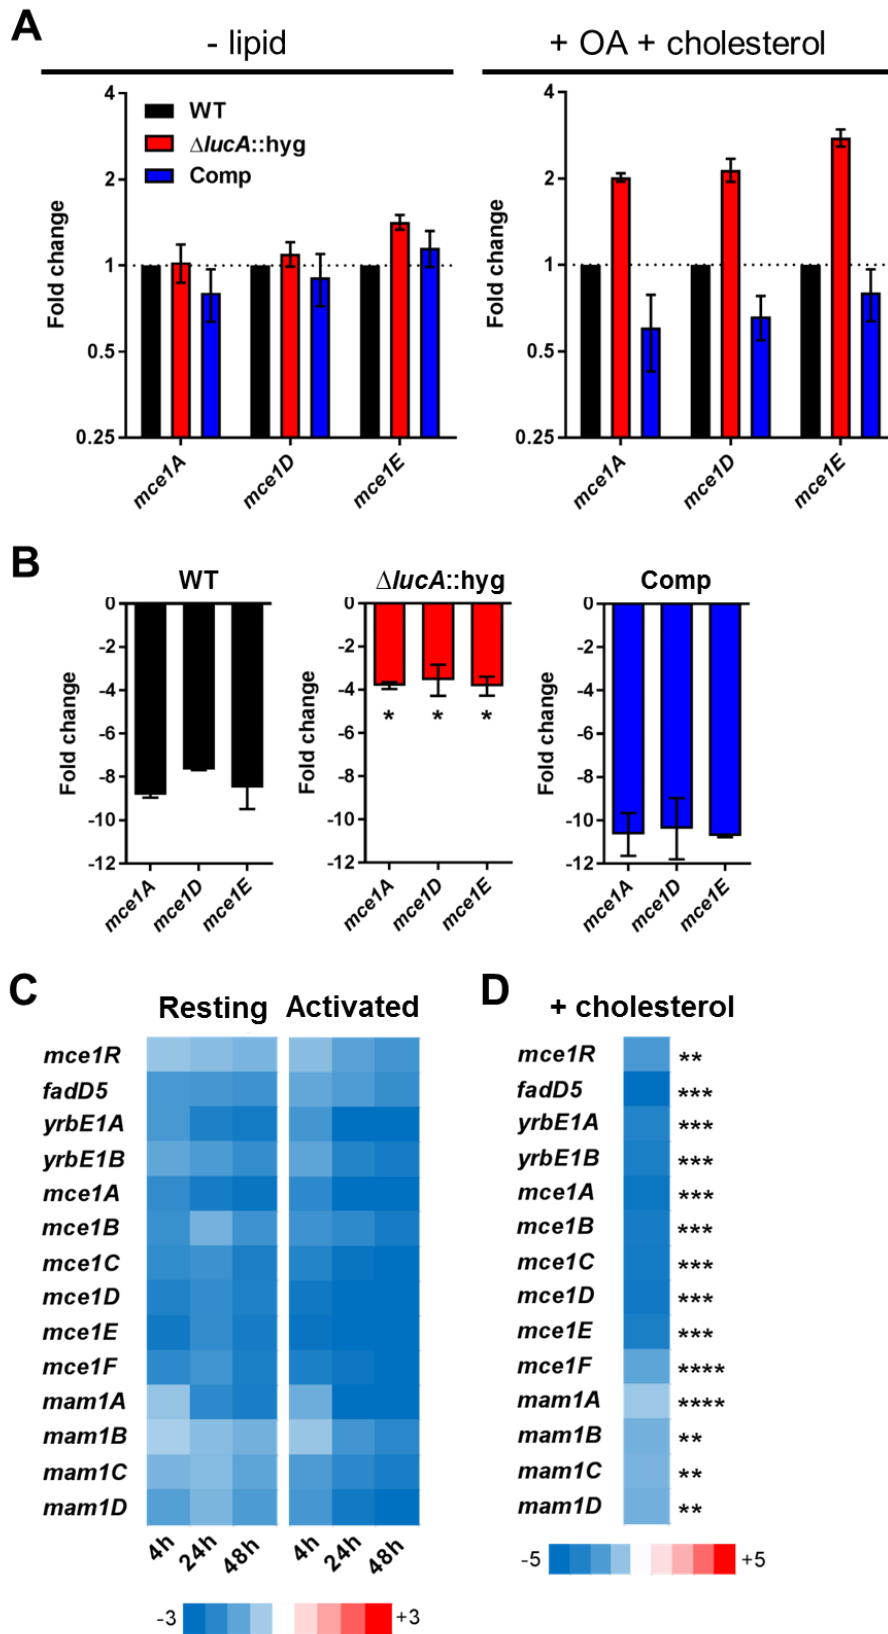 A
- lipid
+ OA + cholesterol
4
2
1
0.5
0.25
Fold change
WT
ΔlucA::hyg
Comp
mce1A
mce1D
mce1E
4
2
1
0.5
0.25
Fold change
mce1A
mce1D
mce1E
B
WT
ΔlucA::hyg
Comp
0
-2
-4
-6
-8
-10
-12
Fold change
mce1A
mce1D
mce1E
0
-2
-4
-6
-8
-10
-12
Fold change
* * *
mce1A
mce1D
mce1E
0
-2
-4
-6
-8
-10
-12
Fold change
mce1A
mce1D
mce1E
C
Resting Activated
mce1R
fadD5
yrbE1A
yrbE1B
mce1A
mce1B
mce1C
mce1D
mce1E
mce1F
mam1A
mam1B
mam1C
mam1D
4h 24h 48h 4h 24h 48h
-3 +3
D
+ cholesterol
mce1R **
fadD5 ***
yrbE1A ***
yrbE1B ***
mce1A ***
mce1B ***
mce1C ***
mce1D ***
mce1E ***
mce1F ****
mam1A ****
mam1B **
mam1C **
mam1D **
-5 +5